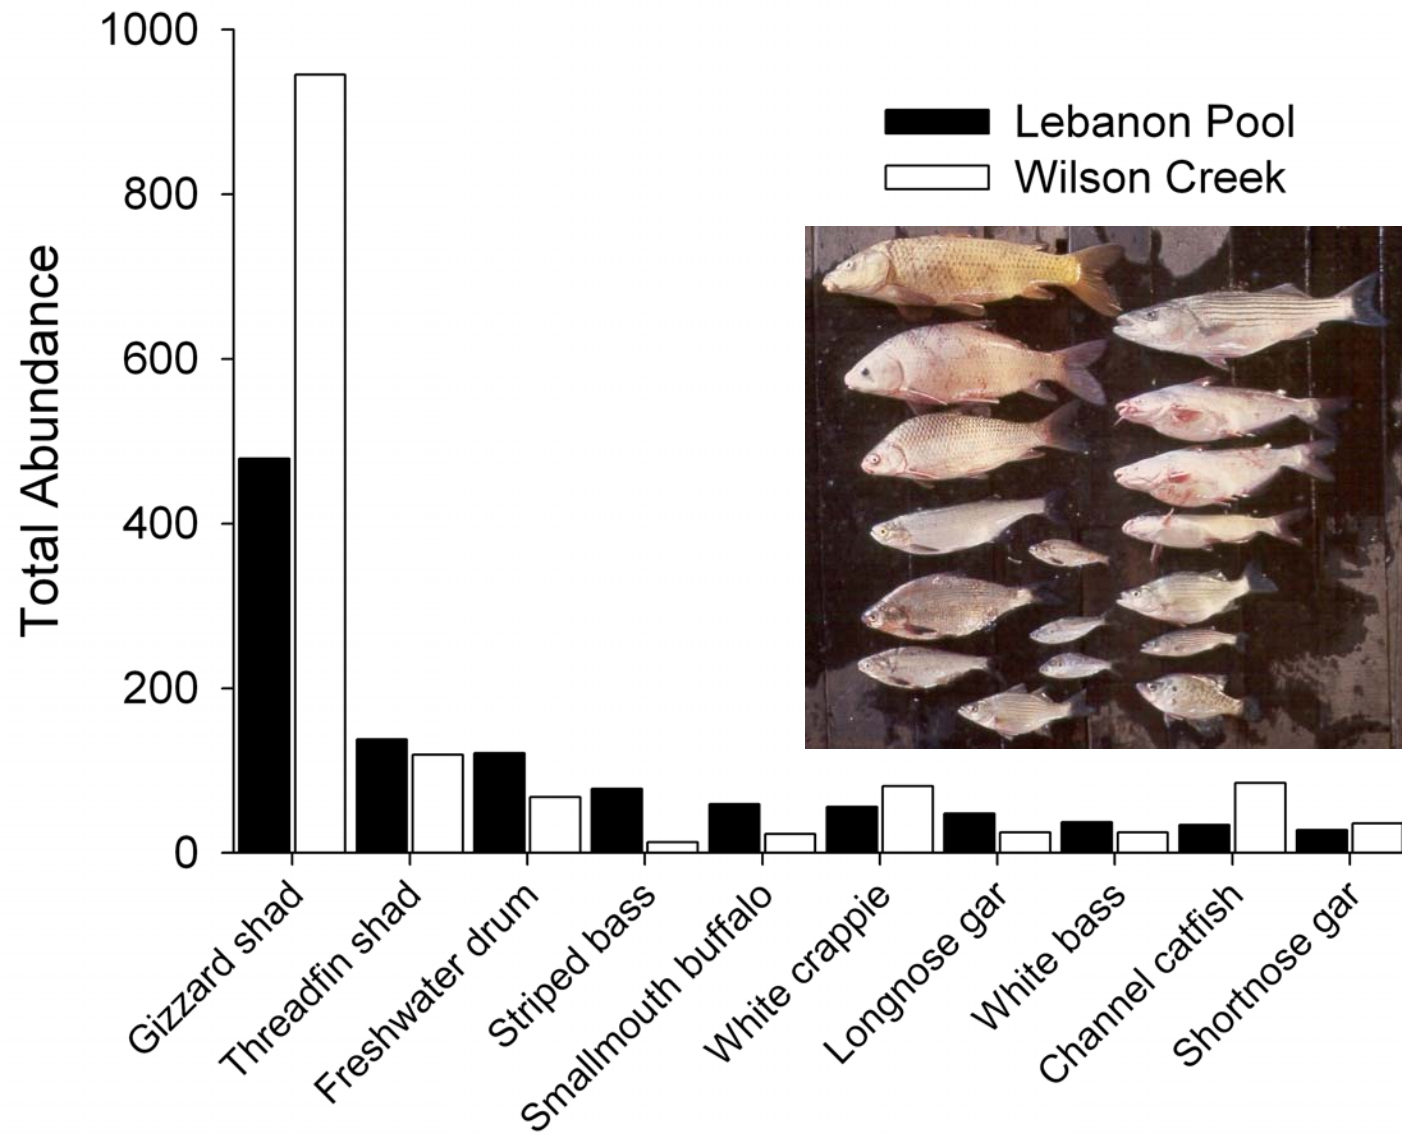 1000
800
600
400
200
0
Total Abundance
Lebanon Pool
Wilson Creek
Gizzard shad
Threadfin shad
Freshwater drum
Striped bass
Smallmouth buffalo
White crappie
Longnose gar
White bass
Channel catfish
Shortnose gar